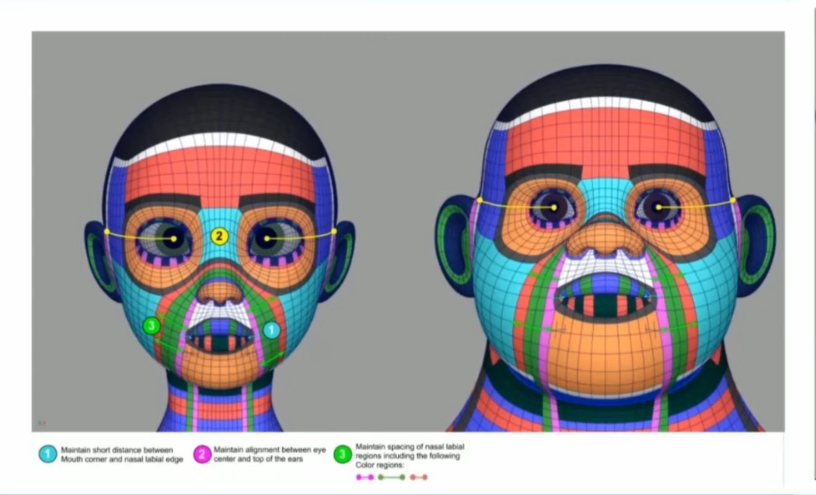 2
3
1
1 Maintain short distance between
Mouth corner and nasal labial edge
2 Maintain alignment between eye
center and top of the ears
3 Maintain spacing of nasal labial
regions including the following
Color regions: